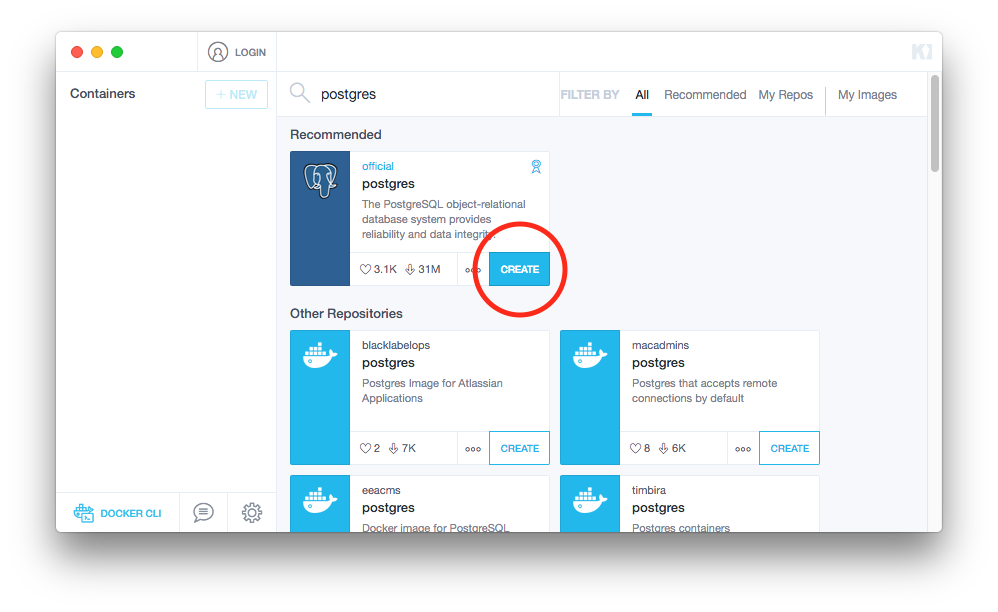 LOGIN
Containers
+ NEW
postgres
FILTER BY All Recommended My Repos My Images
Recommended
official
postgres
The PostgreSQL object-relational
database system provides
reliability and data integrity.
3.1K 31M
CREATE
Other Repositories
blacklabelops
postgres
Postgres Image for Atlassian
Applications
2 7K
CREATE
macadmins
postgres
Postgres that accepts remote
connections by default
8 6K
CREATE
eeacms
postgres
Docker image for PostgreSQL
timbira
postgres
Postgres containers
DOCKER CLI